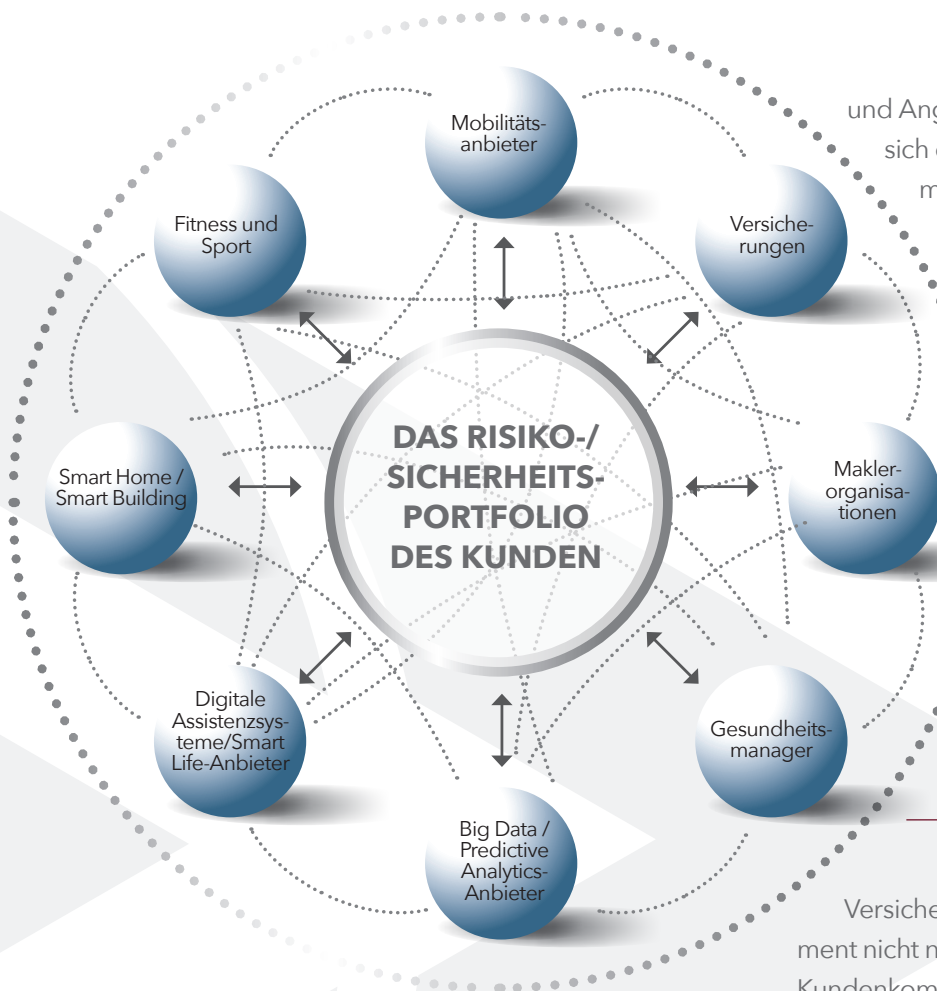 und
sich
Mobilitäts-
anbieter
Fitness und
Sport
Versiche-
rungen
DAS RISIKO-/
SICHERHEITS-
PORTFOLIO
DES KUNDEN
Smart Home /
Smart Building
Makler-
organisa-
tionen
Digitale
Assistenzsys-
teme/Smart
Life-Anbieter
Gesundheits-
manager
Big Data /
Predictive
Analytics-
Anbieter
ment nicht